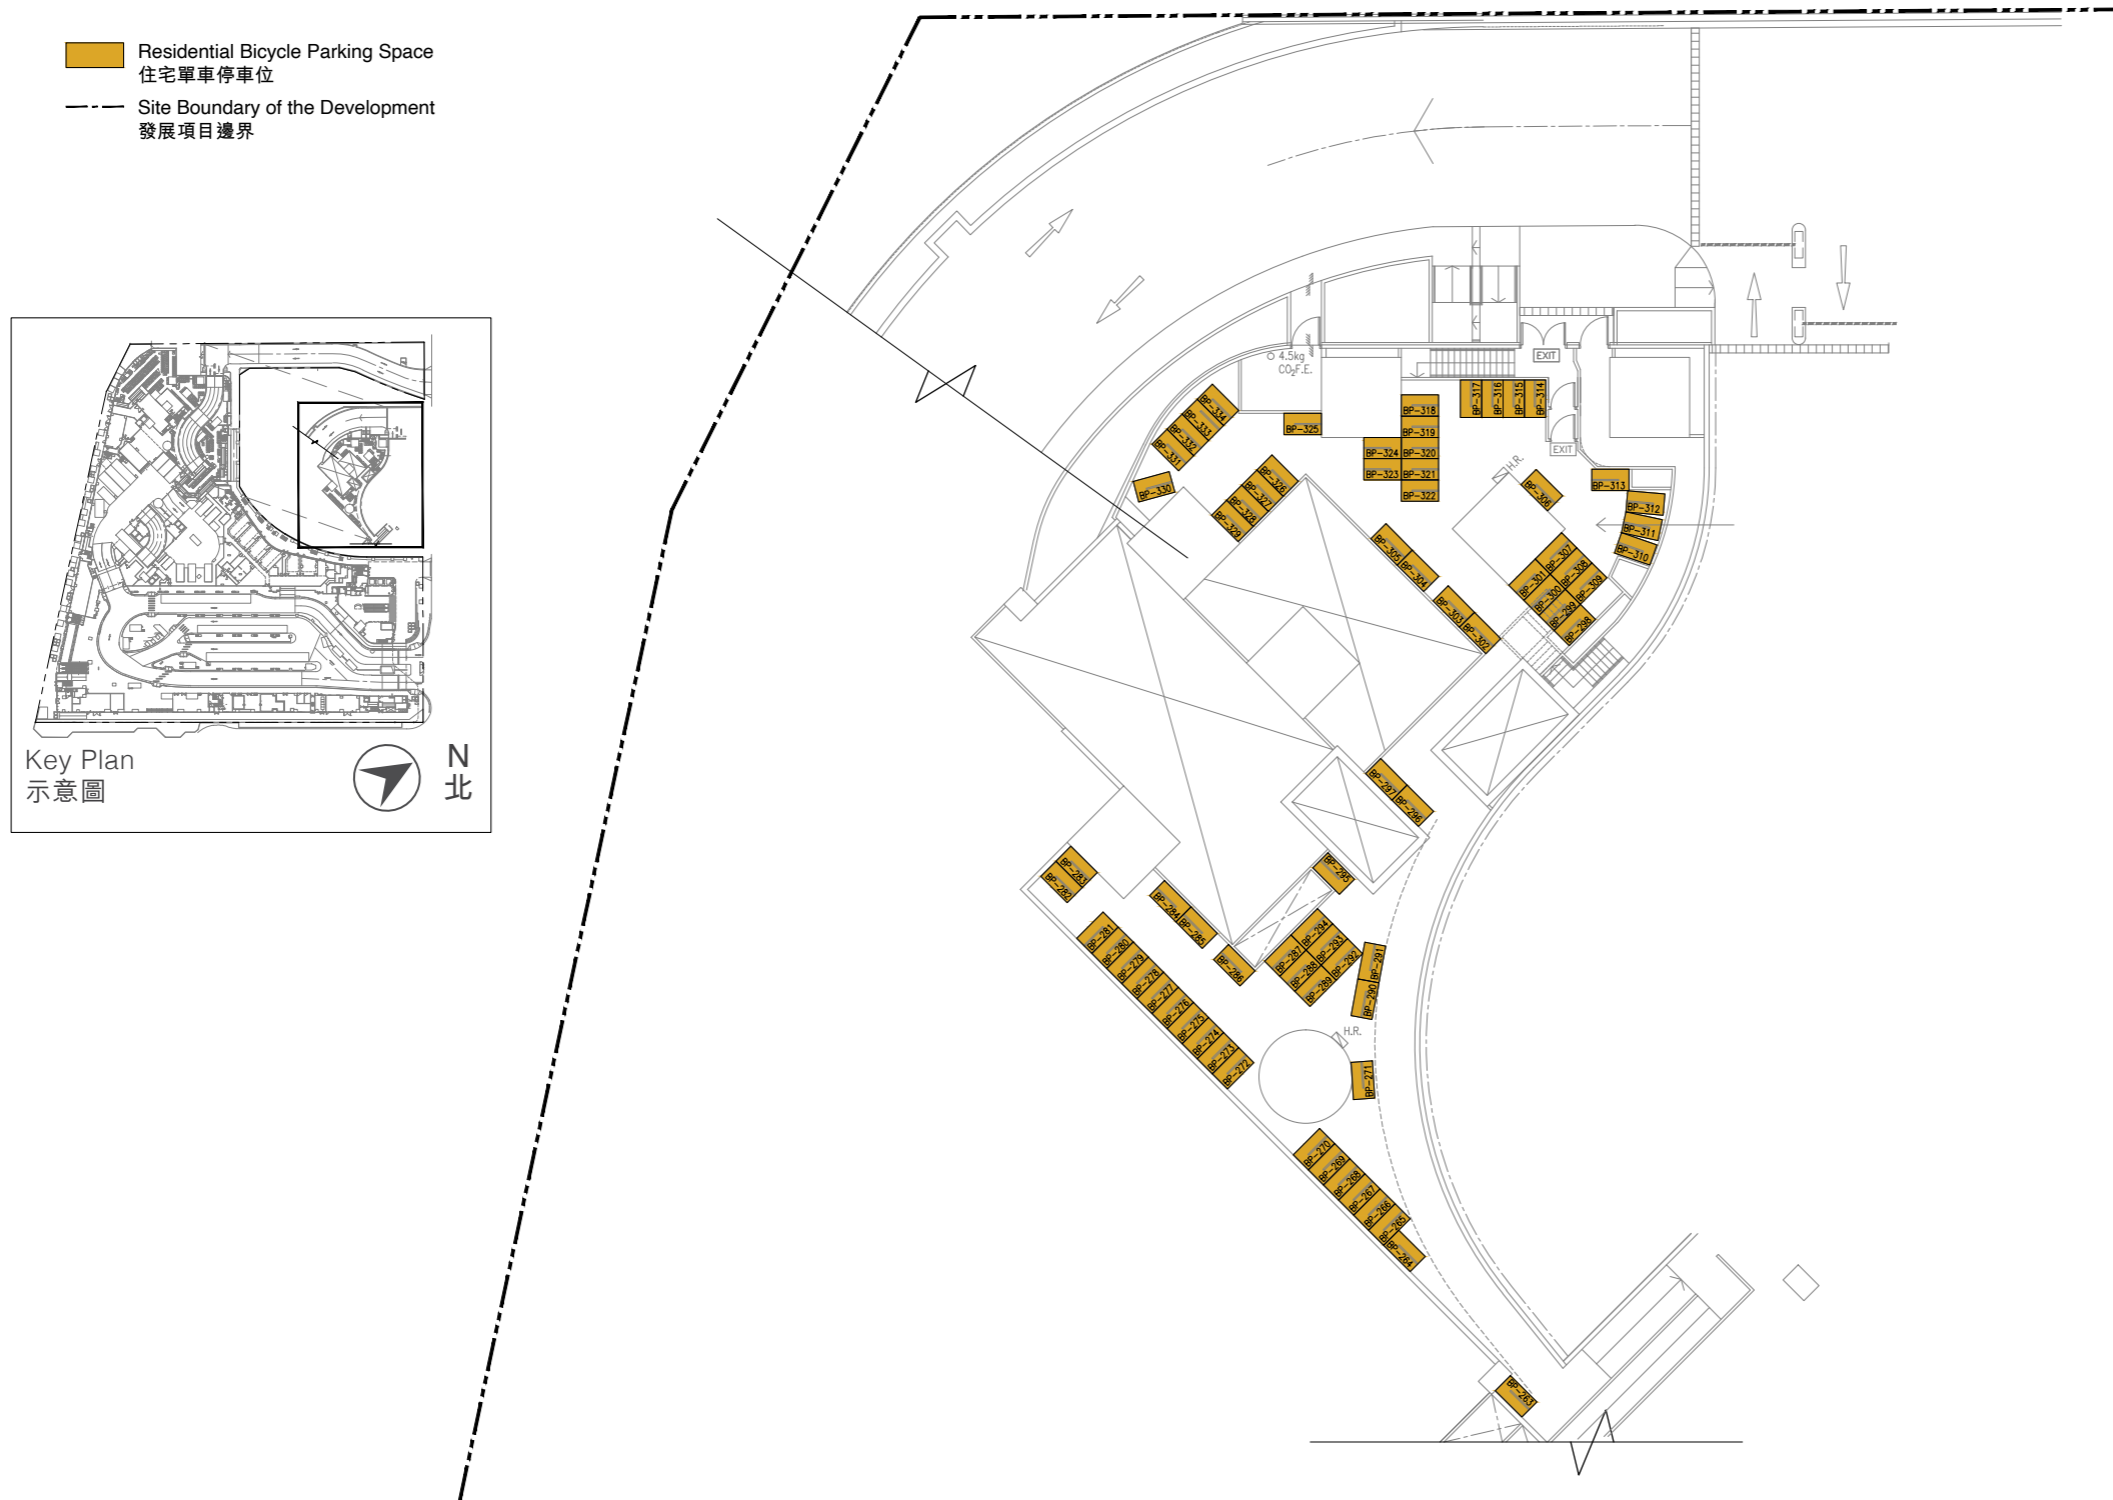 Residential Bicycle Parking Space
住宅單車停車位
Site Boundary of the Development
發展項目邊界
Key Plan
示意圖
N
北
4.5kg
CO₂F.E.
EXIT
EXIT
H.R.
BP-317
BP-316
BP-315
BP-314
BP-318
BP-319
BP-324
BP-320
BP-323
BP-321
BP-322
BP-325
BP-334
BP-333
BP-332
BP-331
BP-330
BP-326
BP-327
BP-328
BP-329
BP-306
BP-313
BP-312
BP-311
BP-310
BP-305
BP-304
BP-303
BP-302
BP-307
BP-308
BP-309
BP-301
BP-300
BP-299
BP-298
BP-297
BP-296
BP-295
BP-283
BP-282
BP-284
BP-285
BP-286
BP-294
BP-293
BP-292
BP-287
BP-288
BP-289
BP-291
BP-290
BP-281
BP-280
BP-279
BP-278
BP-277
BP-276
BP-275
BP-274
BP-273
BP-272
H.R.
BP-271
BP-270
BP-269
BP-268
BP-267
BP-266
BP-265
BP-264
BP-263